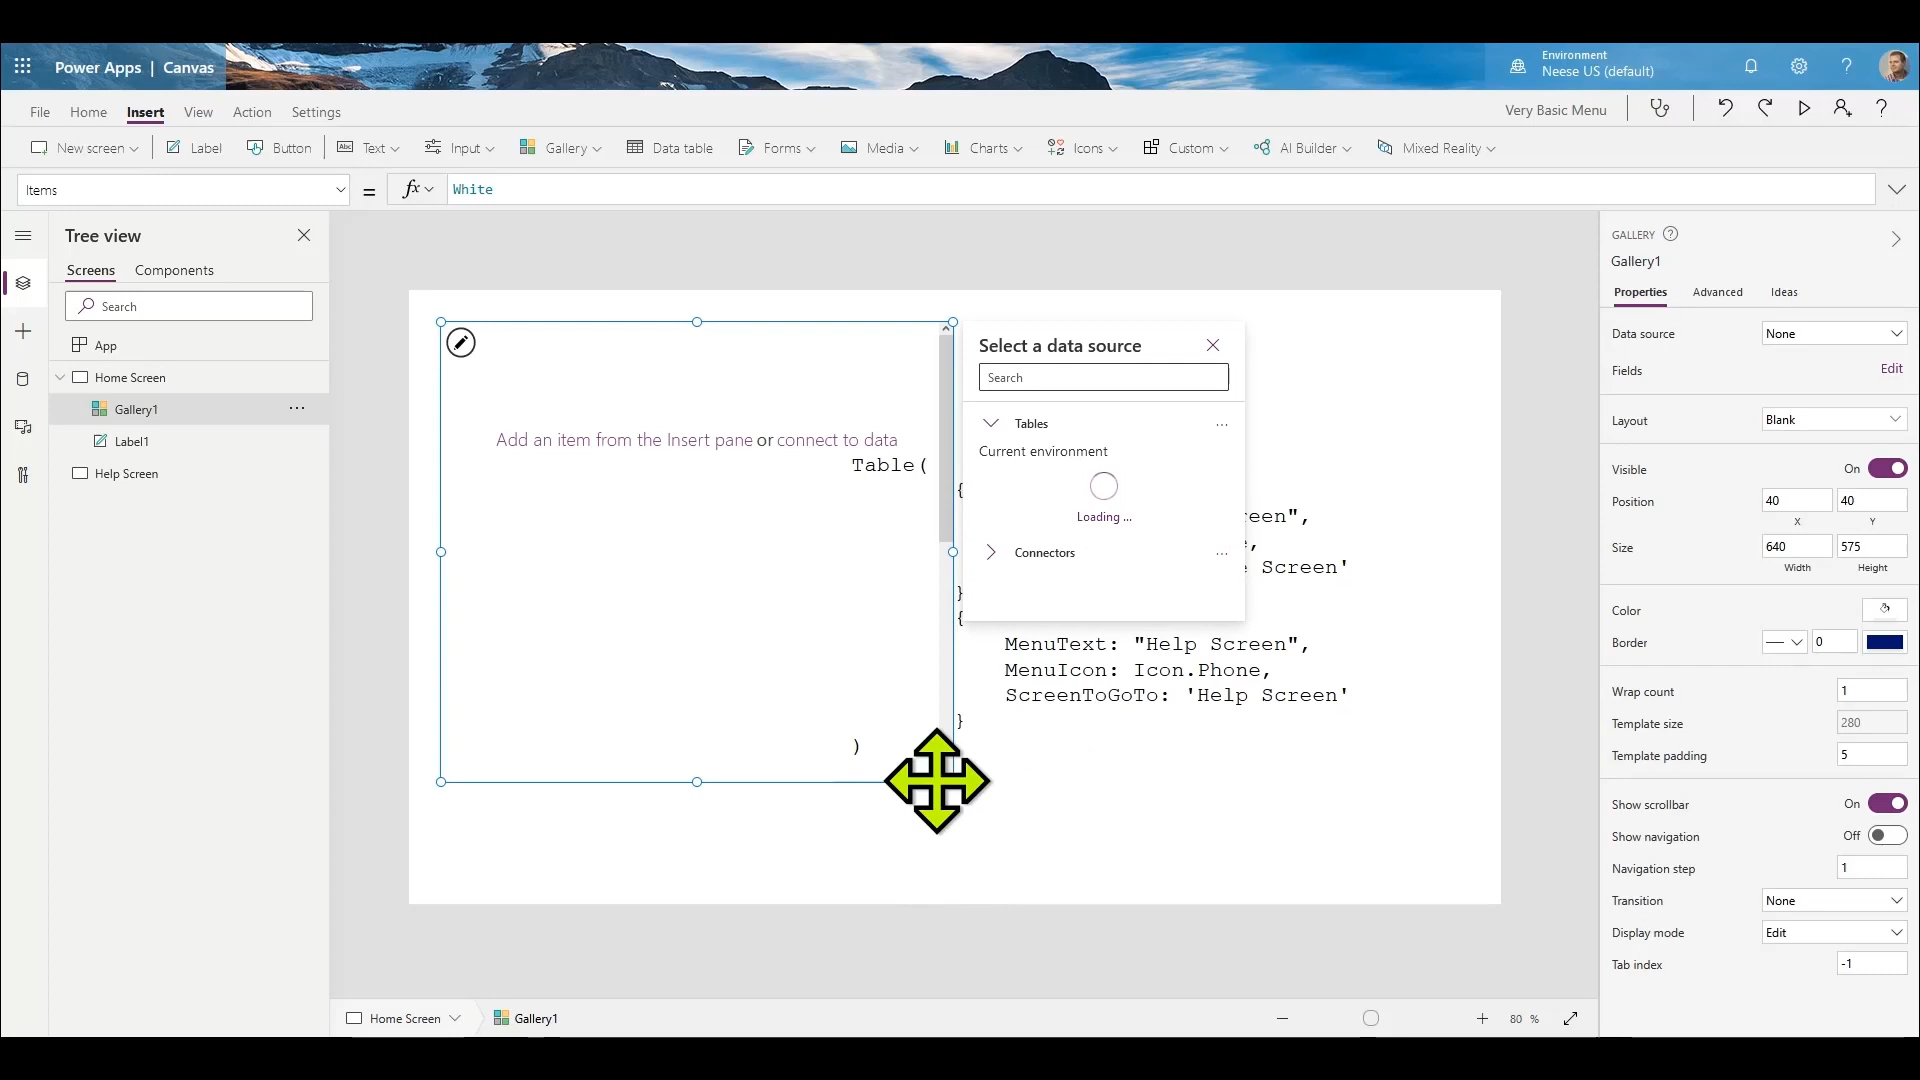 Power Apps | Canvas
Environment
Neese US (default)
File Home Insert View Action Settings
Very Basic Menu
New screen Label Button Text Input Gallery Data table Forms Media Charts Icons Custom AI Builder Mixed Reality
Items = fx White
Tree view
Screens Components
Search
App
Home Screen
Gallery1
Label1
Help Screen
Add an item from the Insert pane or connect to data
Table(
{
een",
,
Screen'
}
{
MenuText: "Help Screen",
MenuIcon: Icon.Phone,
ScreenToGoTo: 'Help Screen'
}
)
Select a data source
Search
Tables
Current environment
Loading ...
Connectors
GALLERY
Gallery1
Properties Advanced Ideas
Data source None
Fields Edit
Layout Blank
Visible On
Position 40 40
X Y
Size 640 575
Width Height
Color
Border 0
Wrap count 1
Template size 280
Template padding 5
Show scrollbar On
Show navigation Off
Navigation step 1
Transition None
Display mode Edit
Tab index -1
Home Screen Gallery1
80 %